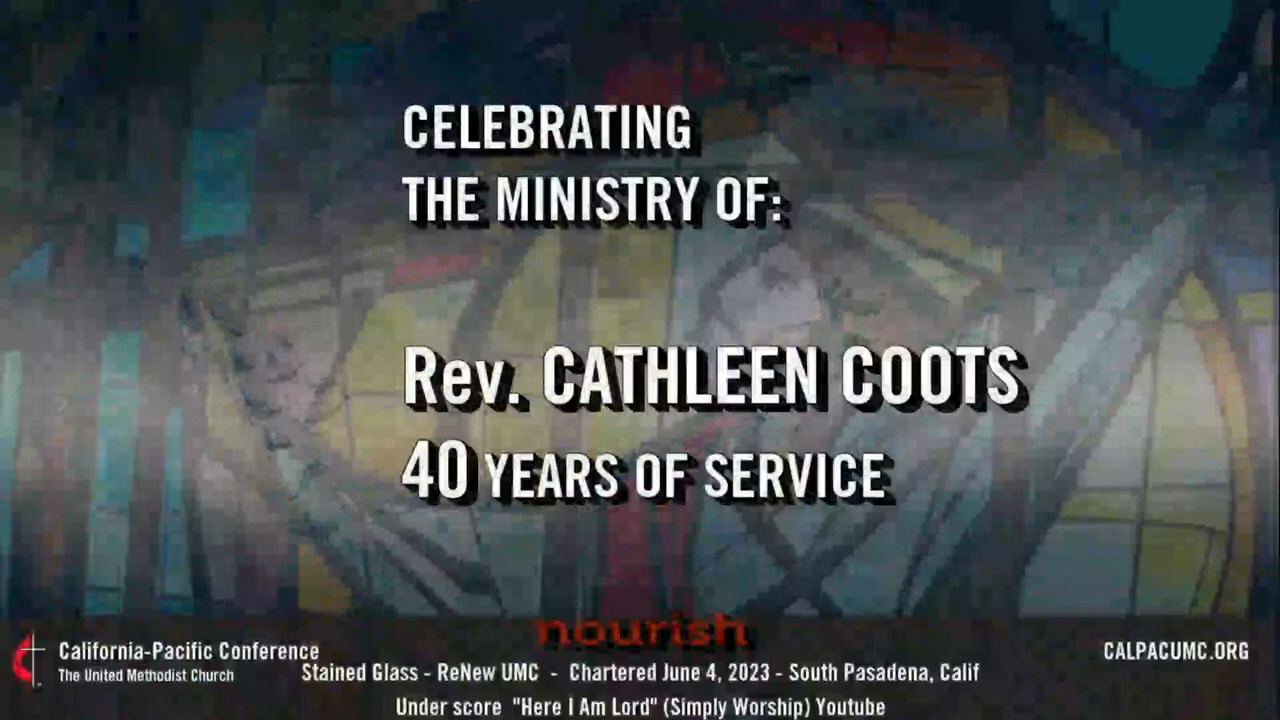 CELEBRATING
THE MINISTRY OF:
Rev. CATHLEEN COOTS
40 YEARS OF SERVICE
nourish
California-Pacific Conference
The United Methodist Church
CALPACUMC.ORG
Stained Glass - ReNew UMC - Chartered June 4, 2023 - South Pasadena, Calif
Under score "Here I Am Lord" (Simply Worship) Youtube